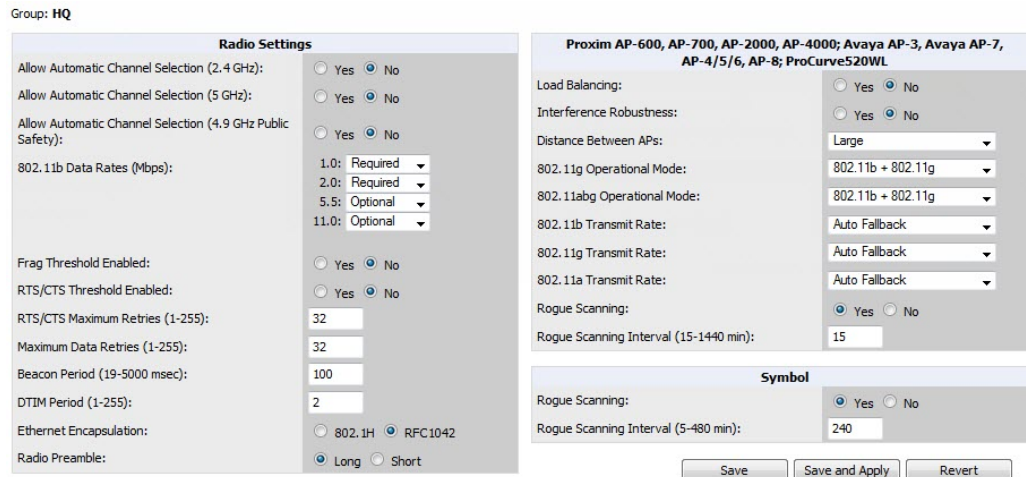 Group: HQ
Radio Settings
Allow Automatic Channel Selection (2.4 GHz): Yes No
Allow Automatic Channel Selection (5 GHz): Yes No
Allow Automatic Channel Selection (4.9 GHz Public
Safety): Yes No
802.11b Data Rates (Mbps): 1.0: Required
2.0: Required
5.5: Optional
11.0: Optional
Frag Threshold Enabled: Yes No
RTS/CTS Threshold Enabled: Yes No
RTS/CTS Maximum Retries (1-255): 32
Maximum Data Retries (1-255): 32
Beacon Period (19-5000 msec): 100
DTIM Period (1-255): 2
Ethernet Encapsulation: 802.1H RFC1042
Radio Preamble: Long Short
Proxim AP-600, AP-700, AP-2000, AP-4000; Avaya AP-3, Avaya AP-7,
AP-4/5/6, AP-8; ProCurve520WL
Load Balancing: Yes No
Interference Robustness: Yes No
Distance Between APs: Large
802.11g Operational Mode: 802.11b + 802.11g
802.11abg Operational Mode: 802.11b + 802.11g
802.11b Transmit Rate: Auto Fallback
802.11g Transmit Rate: Auto Fallback
802.11a Transmit Rate: Auto Fallback
Rogue Scanning: Yes No
Rogue Scanning Interval (15-1440 min): 15
Symbol
Rogue Scanning: Yes No
Rogue Scanning Interval (5-480 min): 240
Save Save and Apply Revert